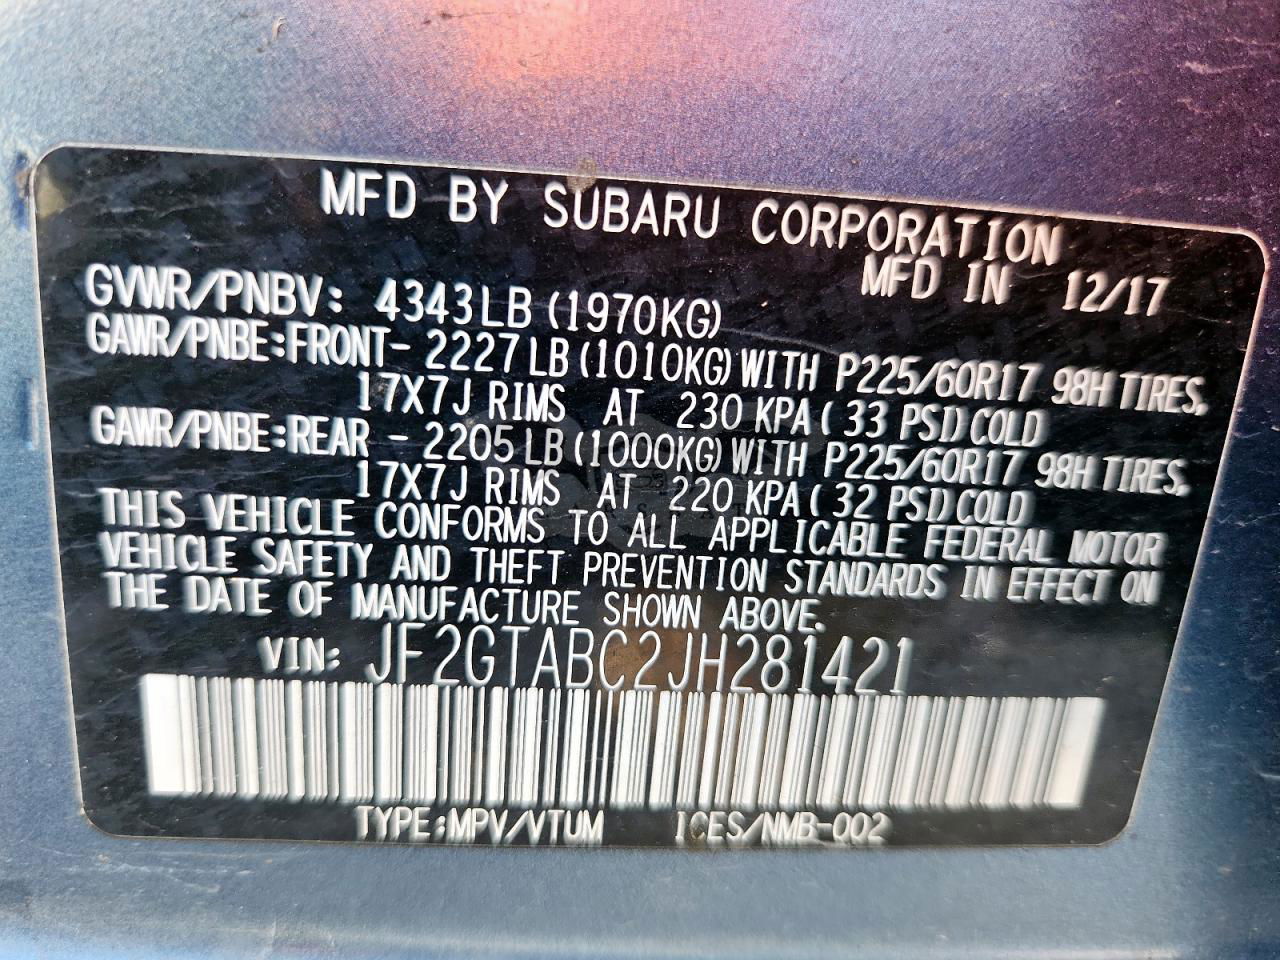 MFD BY SUBARU CORPORATION
MFD IN 12/17
GVWR/PNBV: 4343LB (1970KG)
GAWR/PNBE:FRONT- 2227LB (1010KG) WITH P225/60R17 98H TIRES,
17X7J RIMS AT 230 KPA ( 33 PSI) COLD
GAWR/PNBE:REAR - 2205LB (1000KG) WITH P225/60R17 98H TIRES,
17X7J RIMS AT 220 KPA ( 32 PSI) COLD
THIS VEHICLE CONFORMS TO ALL APPLICABLE FEDERAL MOTOR
VEHICLE SAFETY AND THEFT PREVENTION STANDARDS IN EFFECT ON
THE DATE OF MANUFACTURE SHOWN ABOVE.
VIN: JF2GTABC2JH281421
TYPE:MPV/VTUM ICES/NMB-002